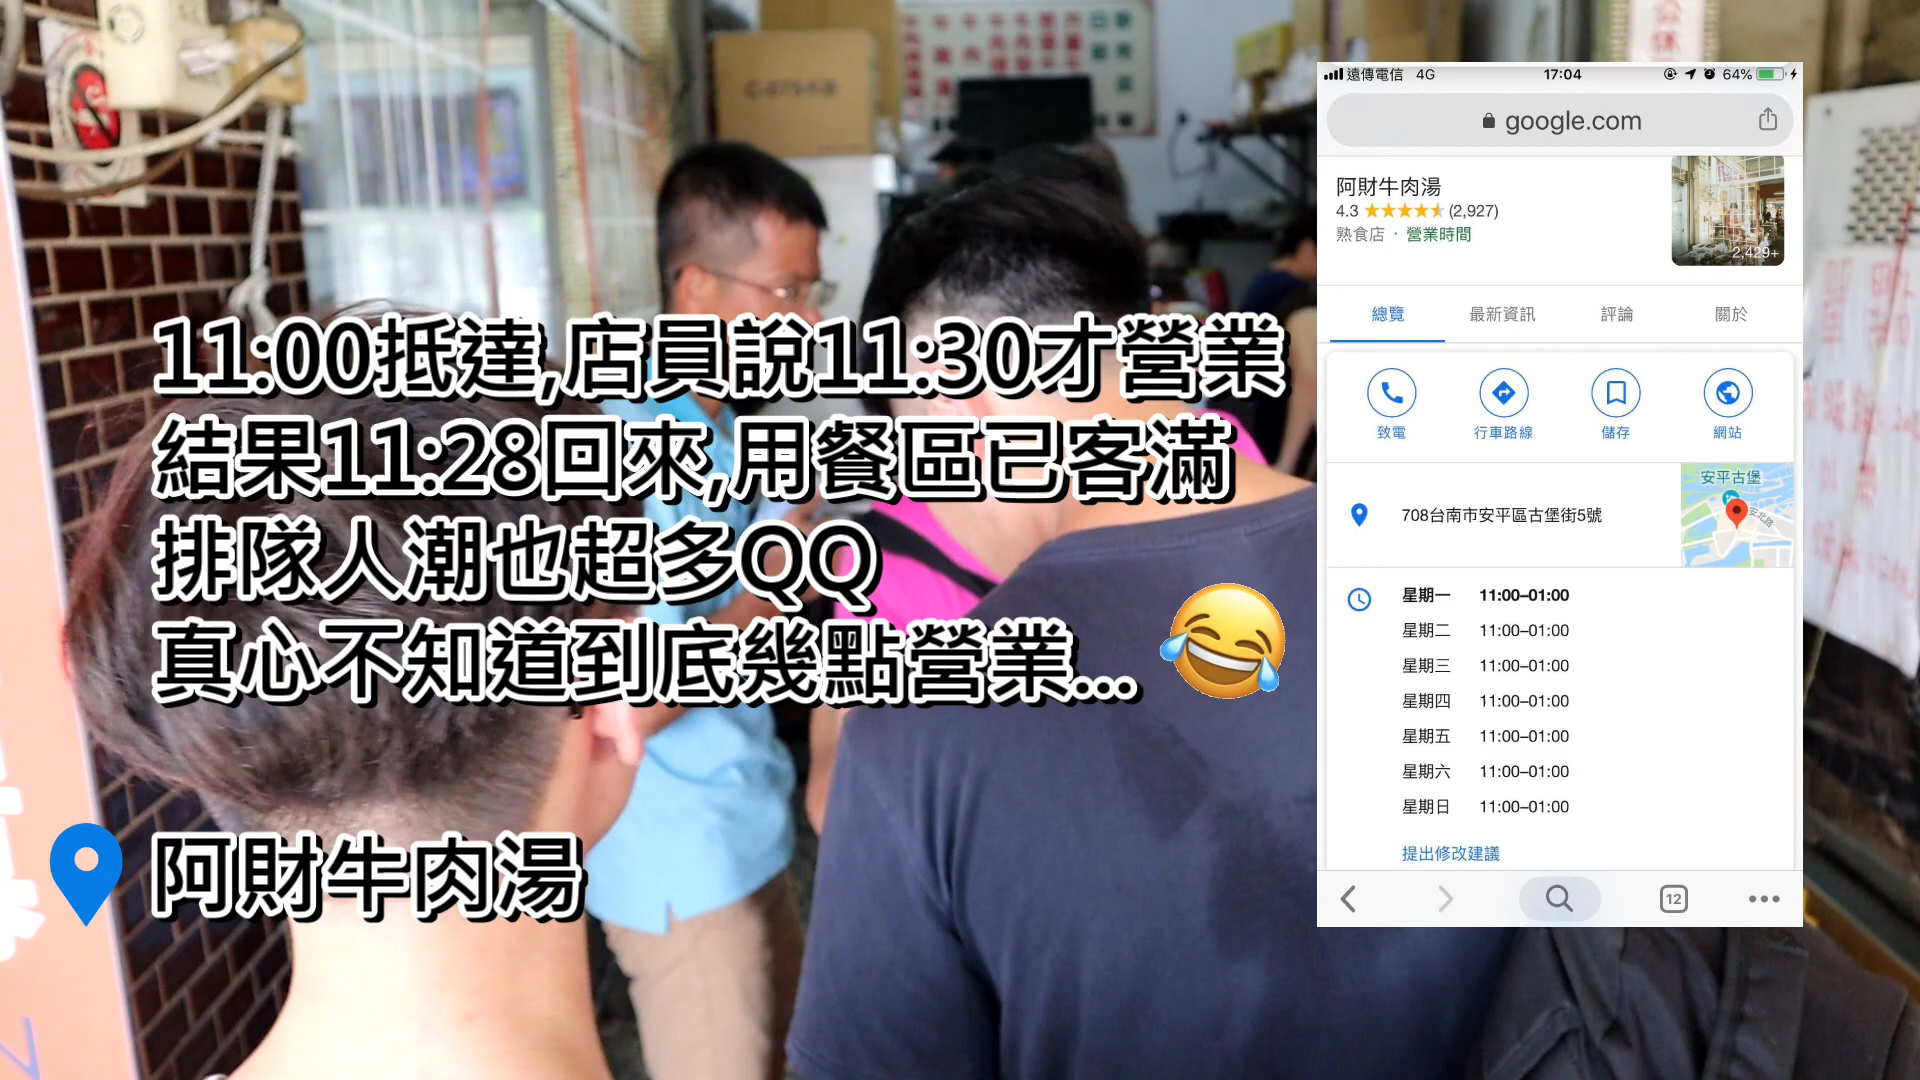 11:00抵達,店員說11:30才營業
結果11:28回來,用餐區已客滿
排隊人潮也超多QQ
真心不知道到底幾點營業...
阿財牛肉湯
遠傳電信 4G 17:04 64%
google.com
阿財牛肉湯
4.3 (2,927)
熟食店 · 營業時間
2,429+
總覽 最新資訊 評論 關於
致電 行車路線 儲存 網站
708台南市安平區古堡街5號
安平古堡
安北路
星期一 11:00–01:00
星期二 11:00–01:00
星期三 11:00–01:00
星期四 11:00–01:00
星期五 11:00–01:00
星期六 11:00–01:00
星期日 11:00–01:00
提出修改建議
12